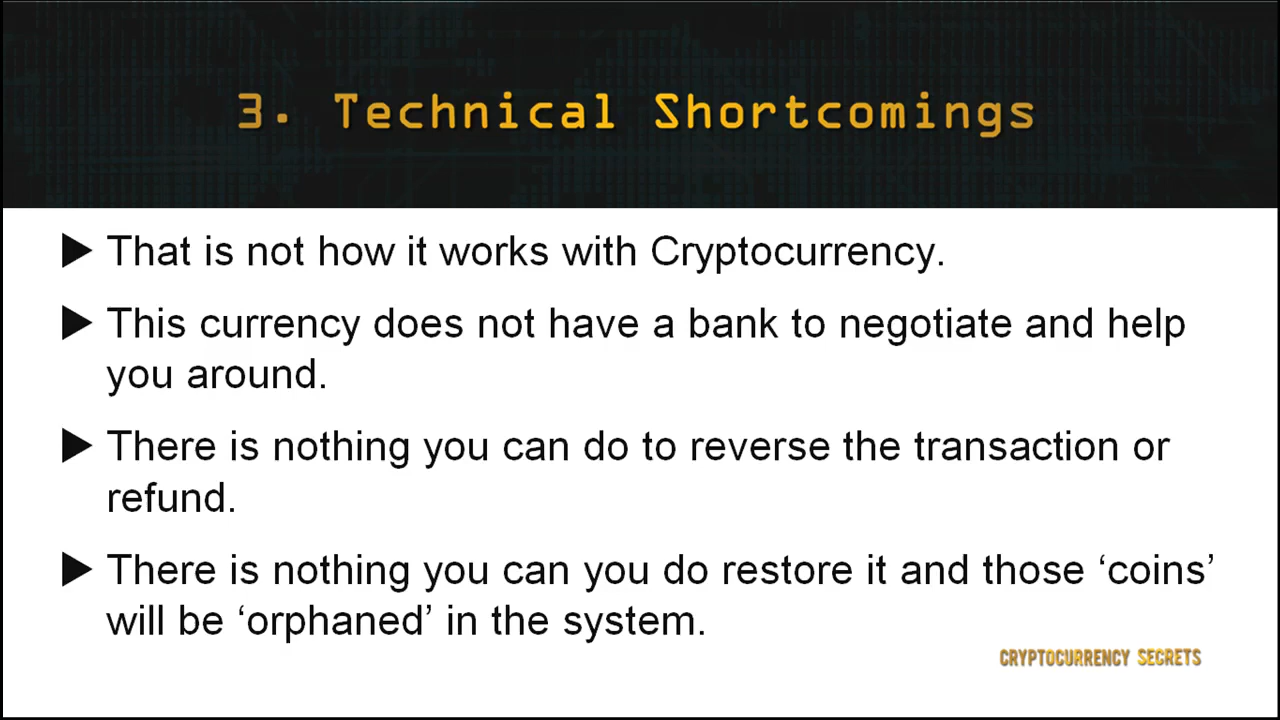 3. Technical Shortcomings
▶ That is not how it works with Cryptocurrency.
▶ This currency does not have a bank to negotiate and help
you around.
▶ There is nothing you can do to reverse the transaction or
refund.
▶ There is nothing you can you do restore it and those ‘coins’
will be ‘orphaned’ in the system.
CRYPTOCURRENCY SECRETS